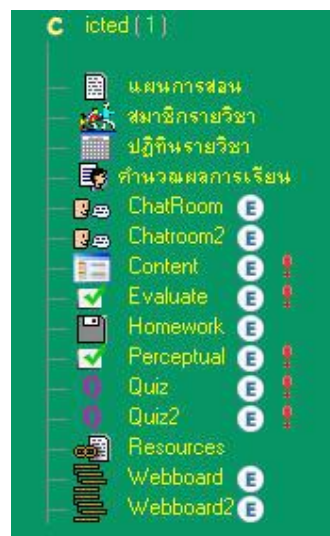 C icted (1)
แผนการสอน
สมาชิกรายวิชา
ปฏิทินรายวิชา
คำนวณผลการเรียน
ChatRoom E
Chatroom2 E
Content E
Evaluate E
Homework E
Perceptual E
Quiz E
Quiz2 E
Resources
Webboard E
Webboard2 E